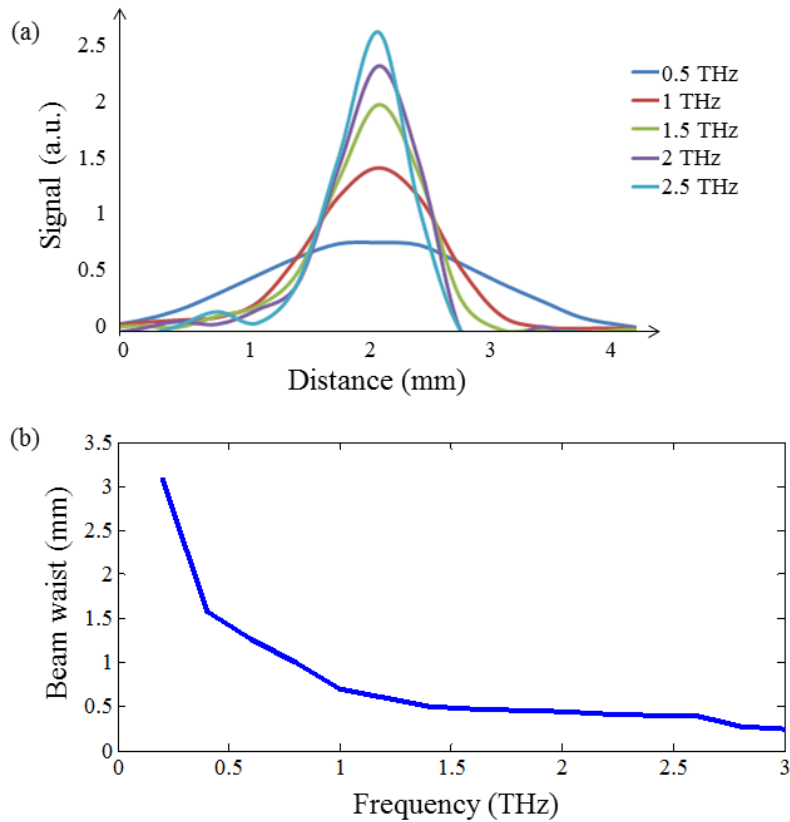 (a)
2.5
2
1.5
1
0.5
0
Signal (a.u.)
0 1 2 3 4
Distance (mm)
0.5 THz
1 THz
1.5 THz
2 THz
2.5 THz
(b)
3.5
3
2.5
2
1.5
1
0.5
0
Beam waist (mm)
0 0.5 1 1.5 2 2.5 3
Frequency (THz)